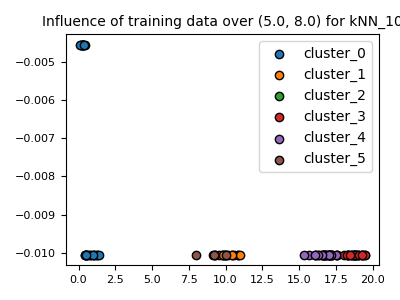 Influence of training data over (5.0, 8.0) for kNN_10
cluster_0
cluster_1
cluster_2
cluster_3
cluster_4
cluster_5
−0.005
−0.006
−0.007
−0.008
−0.009
−0.010
0.0 2.5 5.0 7.5 10.0 12.5 15.0 17.5 20.0